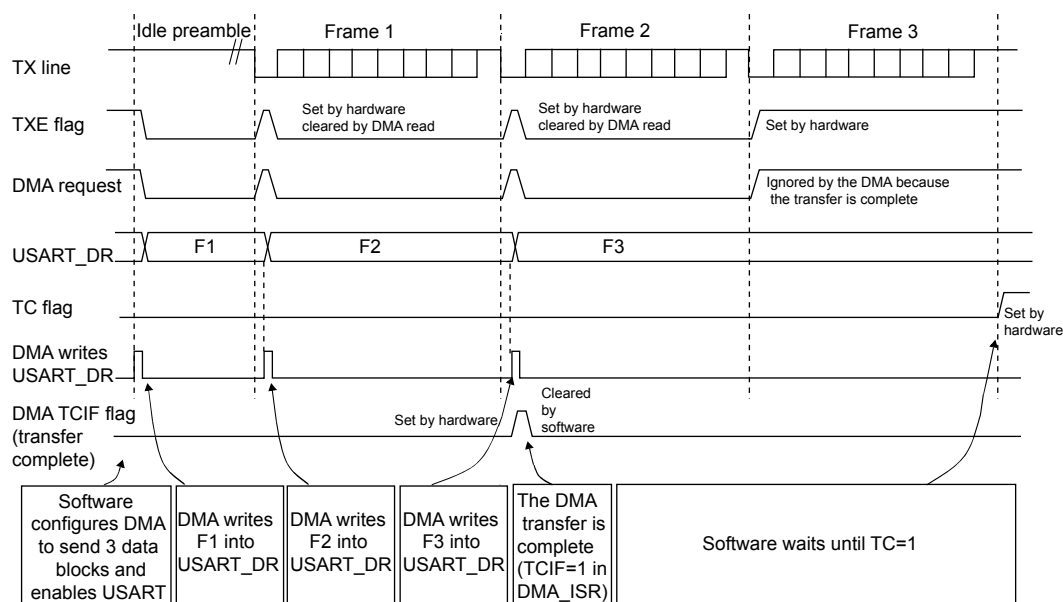 Idle preamble
Frame 1
Frame 2
Frame 3
TX line
TXE flag
Set by hardware
cleared by DMA read
Set by hardware
cleared by DMA read
Set by hardware
DMA request
Ignored by the DMA because
the transfer is complete
USART_DR
F1
F2
F3
TC flag
Set by
hardware
DMA writes
USART_DR
DMA TCIF flag
(transfer
complete)
Set by hardware
Cleared
by
software
Software
configures DMA
to send 3 data
blocks and
enables USART
DMA writes
F1 into
USART_DR
DMA writes
F2 into
USART_DR
DMA writes
F3 into
USART_DR
The DMA
transfer is
complete
(TCIF=1 in
DMA_ISR)
Software waits until TC=1